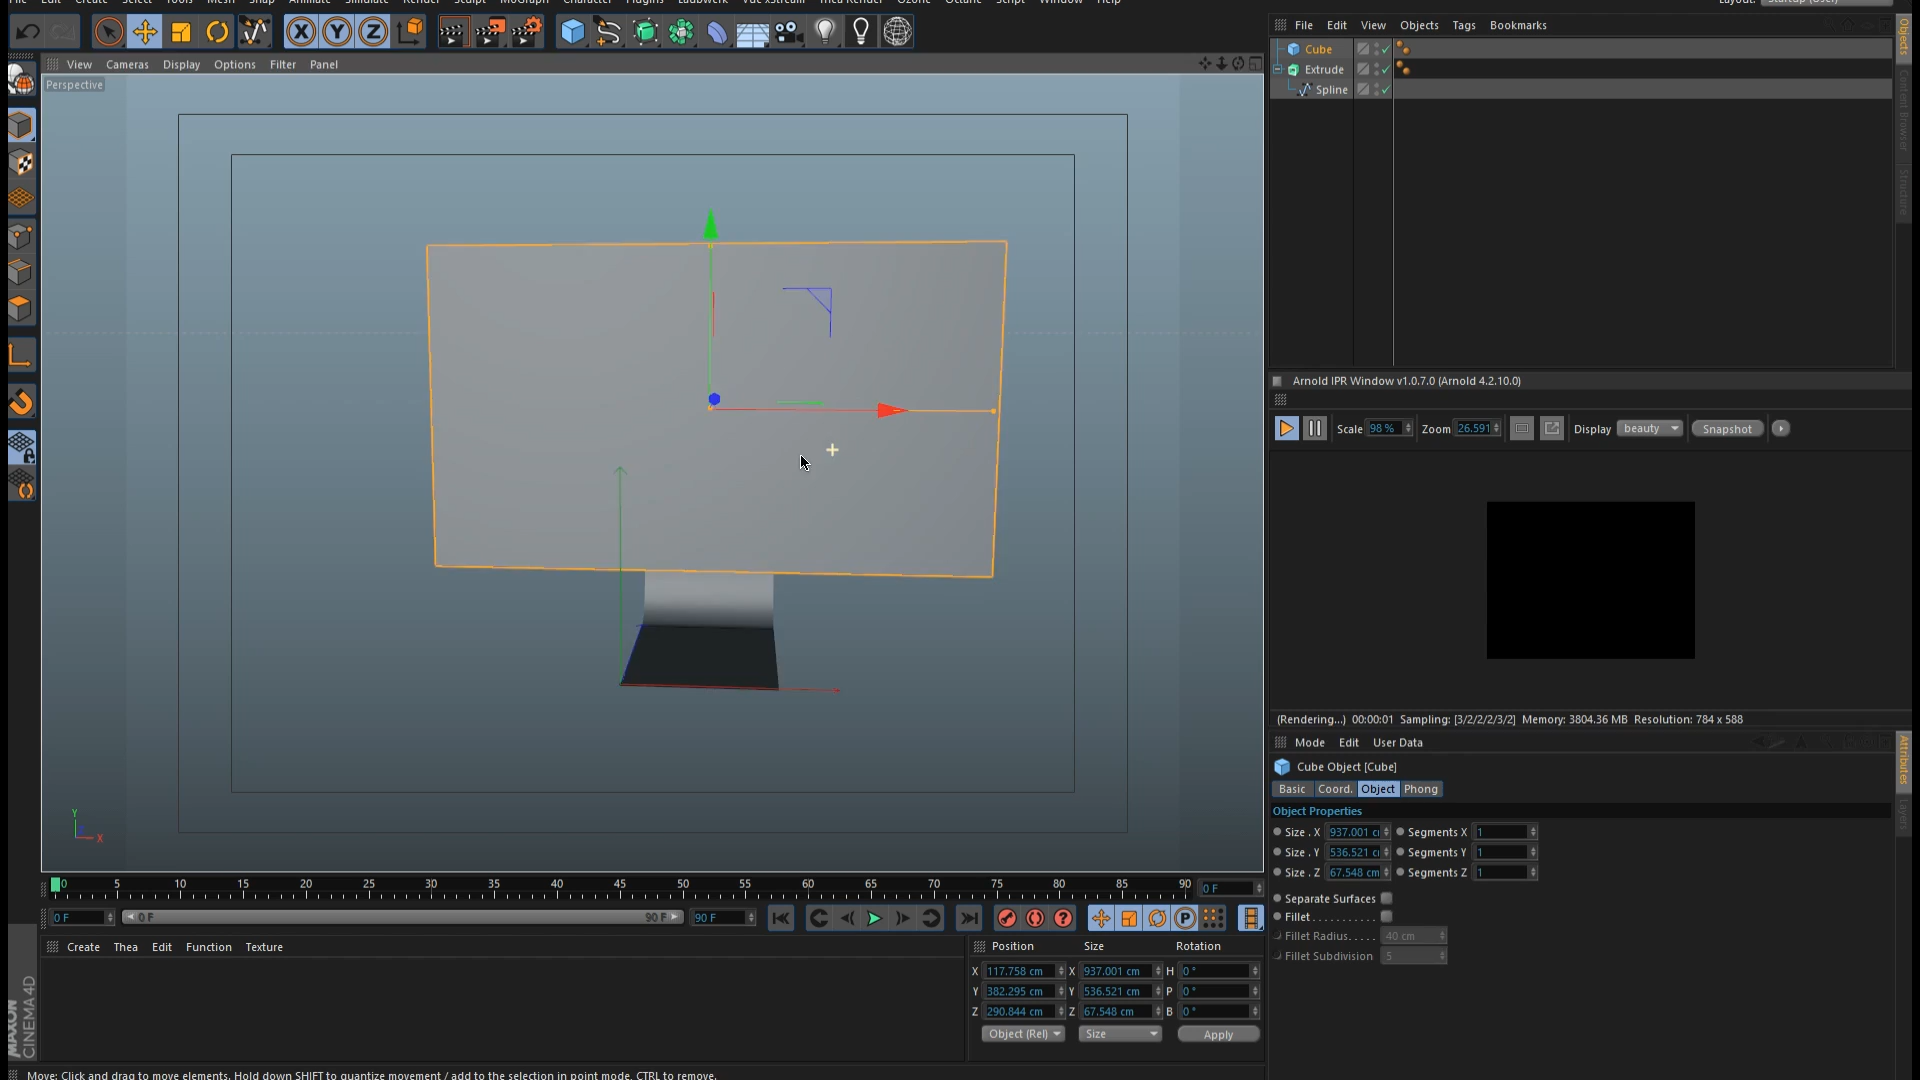 File Edit Create Select Tools Mesh Snap Animate Simulate Render Sculpt MoGraph Character Plugins Laubwerk Vue xStream Thea Render Ozone Octane Script Window Help
Layout: Startup (User)
View Cameras Display Options Filter Panel
Perspective
Y
X
File Edit View Objects Tags Bookmarks
Cube
Extrude
Spline
Objects
Content Browser
Structure
Arnold IPR Window v1.0.7.0 (Arnold 4.2.10.0)
Scale 98 % Zoom 26.591 Display beauty Snapshot
(Rendering...) 00:00:01 Sampling: [3/2/2/2/3/2] Memory: 3804.36 MB Resolution: 784 x 588
Mode Edit User Data
Cube Object [Cube]
Basic Coord. Object Phong
Object Properties
Size . X 937.001 c Segments X 1
Size . Y 536.521 c Segments Y 1
Size . Z 67.548 cm Segments Z 1
Separate Surfaces
Fillet . . . . . . . . . . .
Fillet Radius. . . . . 40 cm
Fillet Subdivision 5
Attributes
Layers
0 5 10 15 20 25 30 35 40 45 50 55 60 65 70 75 80 85 90 0 F
0 F 0 F 90 F 90 F
Create Thea Edit Function Texture
Position Size Rotation
X 117.758 cm X 937.001 cm H 0 °
Y 382.295 cm Y 536.521 cm P 0 °
Z 290.844 cm Z 67.548 cm B 0 °
Object (Rel) Size Apply
MAXON CINEMA 4D
Move: Click and drag to move elements. Hold down SHIFT to quantize movement / add to the selection in point mode, CTRL to remove.